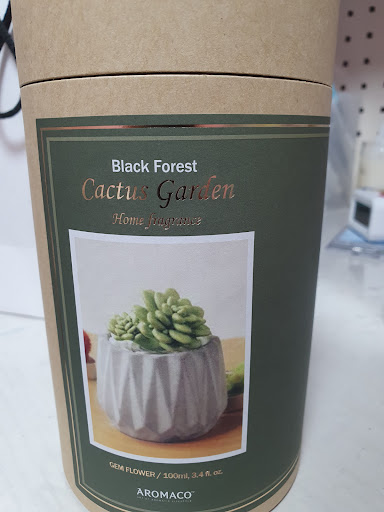 Black Forest
Cactus Garden
Home fragrance
GEM FLOWER / 100ml, 3.4 fl. oz.
AROMACO